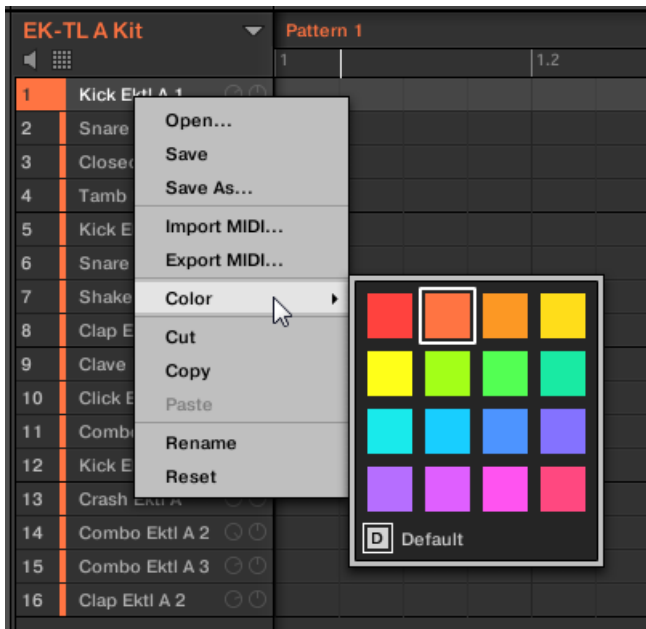 EK-TL A Kit
Pattern 1
1
1.2
1 Kick Ektl A 1
2 Snare
3 Closed
4 Tamb
5 Kick E
6 Snare
7 Shake
8 Clap E
9 Clave
10 Click E
11 Combo
12 Kick E
13 Crash Ektl A
14 Combo Ektl A 2
15 Combo Ektl A 3
16 Clap Ektl A 2
Open...
Save
Save As...
Import MIDI...
Export MIDI...
Color
Cut
Copy
Paste
Rename
Reset
D Default